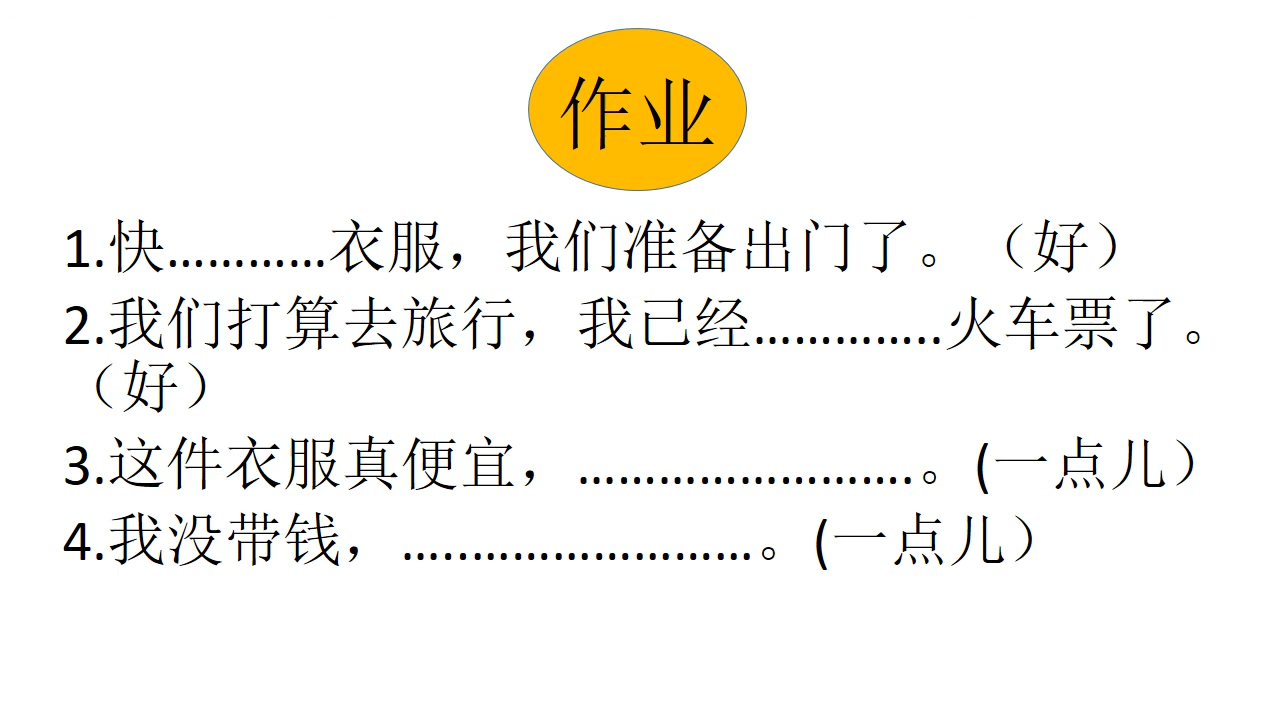 作业
1.快…………衣服，我们准备出门了。（好）
2.我们打算去旅行，我已经…………..火车票了。
（好）
3.这件衣服真便宜，…………………….。(一点儿）
4.我没带钱，…..…………………。(一点儿）